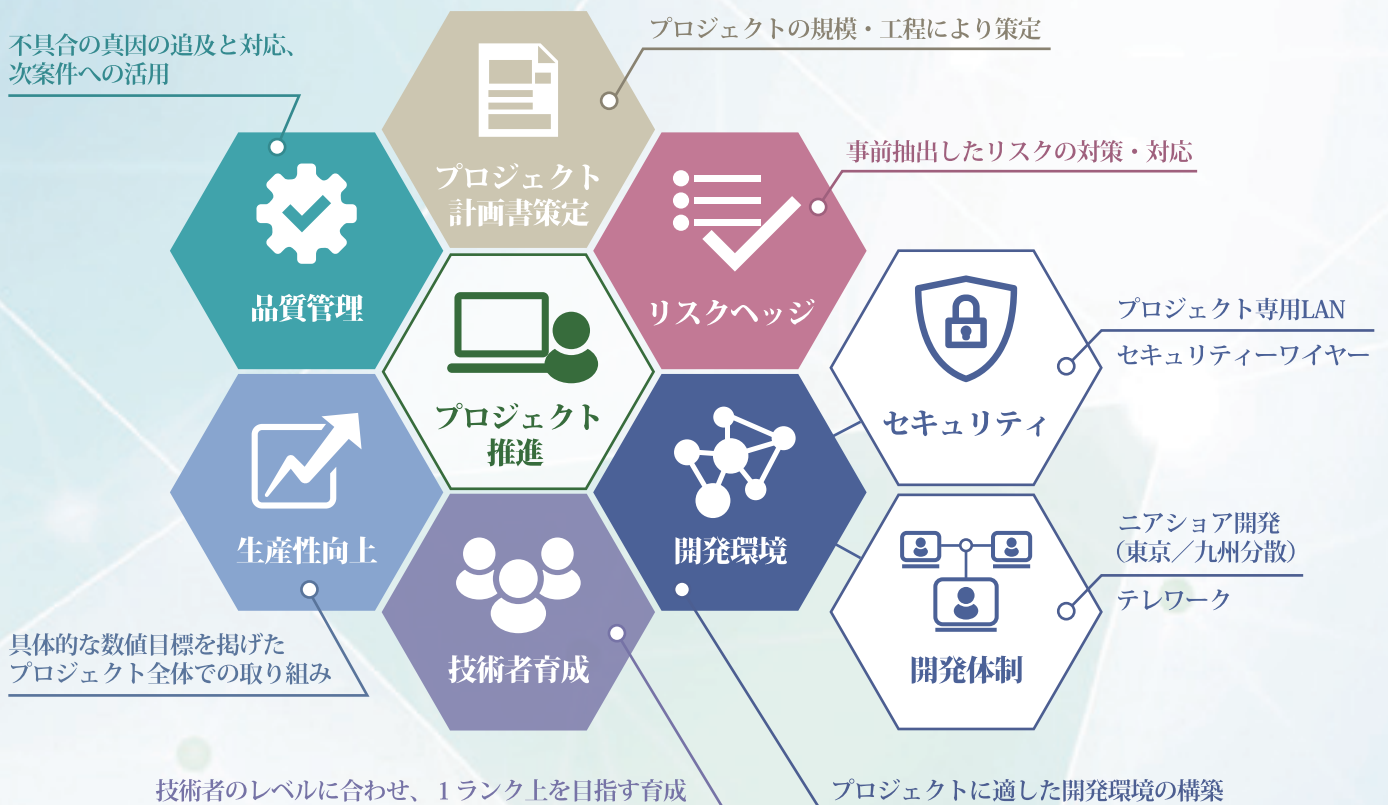 プロジェクトの規模・工程により策定
不具合の真因の追及と対応、
次案件への活用
プロジェクト
計画書策定
事前抽出したリスクの対策・対応
品質管理
リスクヘッジ
プロジェクト専用LAN
セキュリティーワイヤー
プロジェクト
推進
セキュリティ
生産性向上
開発環境
ニアショア開発
（東京／九州分散）
テレワーク
具体的な数値目標を掲げた
プロジェクト全体での取り組み
技術者育成
開発体制
技術者のレベルに合わせ、１ランク上を目指す育成
プロジェクトに適した開発環境の構築